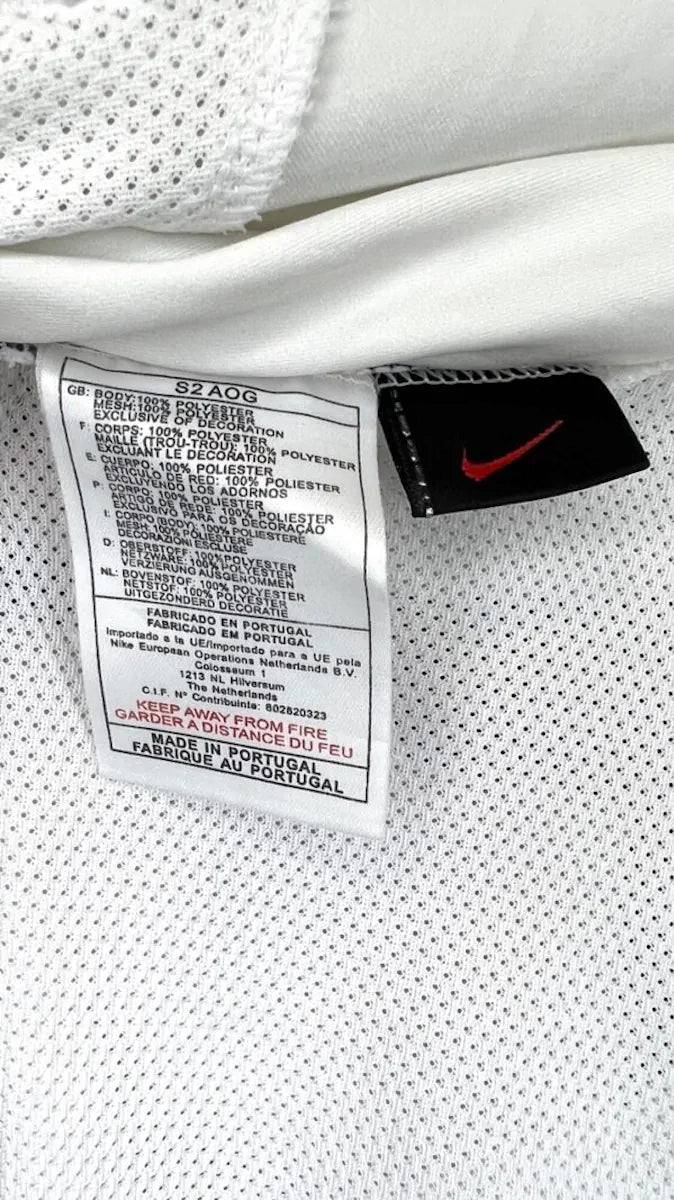 S2 AOG
GB: BODY:100% POLYESTER
MESH:100% POLYESTER
EXCLUSIVE OF DECORATION
F: CORPS: 100% POLYESTER
MAILLE (TROU-TROU): 100% POLYESTER
EXCLUANT LE DECORATION
E: CUERPO: 100% POLIESTER
ARTICULO DE RED: 100% POLIESTER
EXCLUYENDO LOS ADORNOS
P: CORPO: 100% POLIESTER
ARTIGO DE REDE: 100% POLIESTER
EXCLUSIVO PARA OS DECORAÇÃO
I: CORPO (BODY): 100% POLIESTERE
MESH: 100% POLIESTERE
DECORAZIONI ESCLUSE
D: OBERSTOFF: 100% POLYESTER
NETZWARE: 100% POLYESTER
VERZIERUNG AUSGENOMMEN
NL: BOVENSTOF: 100% POLYESTER
NETSTOF: 100% POLYESTER
UITGEZONDERD DECORATIE
FABRICADO EN PORTUGAL
FABRICADO EM PORTUGAL
Importado a la UE/Importado para a UE pela
Nike European Operations Netherlands B.V.
Colosseum 1
1213 NL Hilversum
The Netherlands
C.I.F. Nº Contribuinte: 802820323
KEEP AWAY FROM FIRE
GARDER A DISTANCE DU FEU
MADE IN PORTUGAL
FABRIQUE AU PORTUGAL